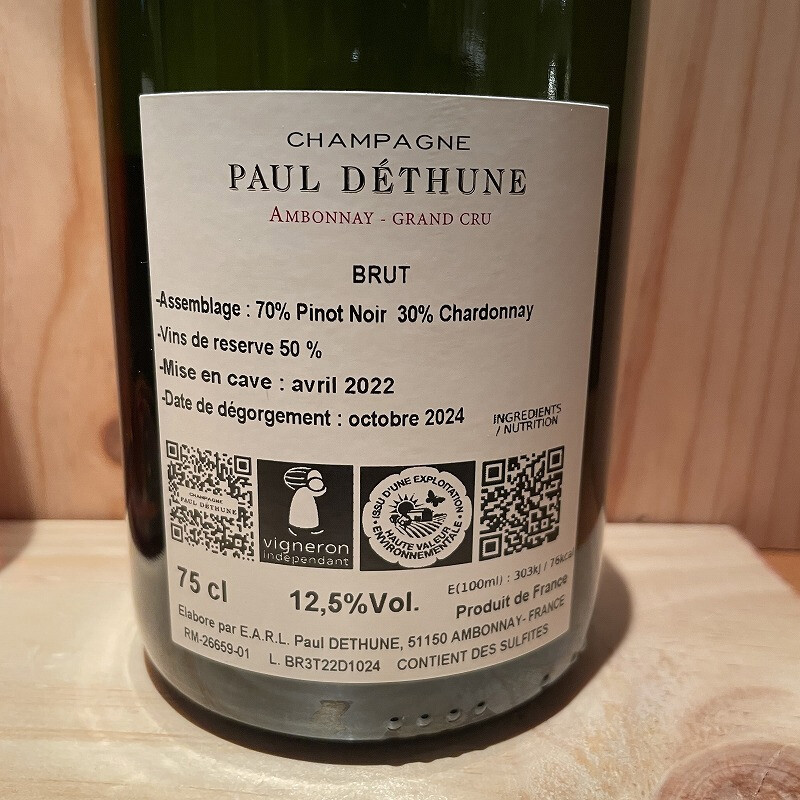 CHAMPAGNE
PAUL DÉTHUNE
AMBONNAY - GRAND CRU
BRUT
-Assemblage : 70% Pinot Noir 30% Chardonnay
-Vins de reserve 50 %
-Mise en cave : avril 2022
-Date de dégorgement : octobre 2024
INGREDIENTS
/ NUTRITION
CHAMPAGNE
PAUL DETHUNE
vigneron
indépendant
ISSU D'UNE EXPLOITATION
HAUTE VALEUR
ENVIRONNEMENTALE
75 cl
12,5%Vol.
E(100ml) : 303kJ / 76kcal
Produit de France
Elabore par E.A.R.L. Paul DETHUNE, 51150 AMBONNAY- FRANCE
RM-26659-01 L. BR3T22D1024 CONTIENT DES SULFITES